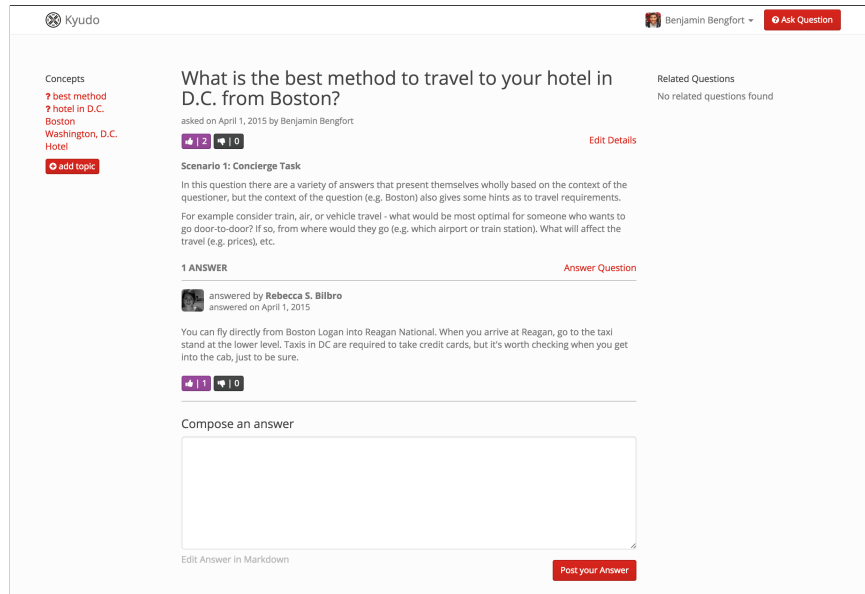 Kyudo
Benjamin Bengfort
Ask Question
Concepts
? best method
? hotel in D.C.
Boston
Washington, D.C.
Hotel
add topic
What is the best method to travel to your hotel in
D.C. from Boston?
asked on April 1, 2015 by Benjamin Bengfort
| 2 | 0
Edit Details
Scenario 1: Concierge Task
In this question there are a variety of answers that present themselves wholly based on the context of the
questioner, but the context of the question (e.g. Boston) also gives some hints as to travel requirements.
For example consider train, air, or vehicle travel - what would be most optimal for someone who wants to
go door-to-door? If so, from where would they go (e.g. which airport or train station). What will affect the
travel (e.g. prices), etc.
1 ANSWER
Answer Question
answered by Rebecca S. Bilbro
answered on April 1, 2015
You can fly directly from Boston Logan into Reagan National. When you arrive at Reagan, go to the taxi
stand at the lower level. Taxis in DC are required to take credit cards, but it's worth checking when you get
into the cab, just to be sure.
| 1 | 0
Compose an answer
Edit Answer in Markdown
Post your Answer
Related Questions
No related questions found